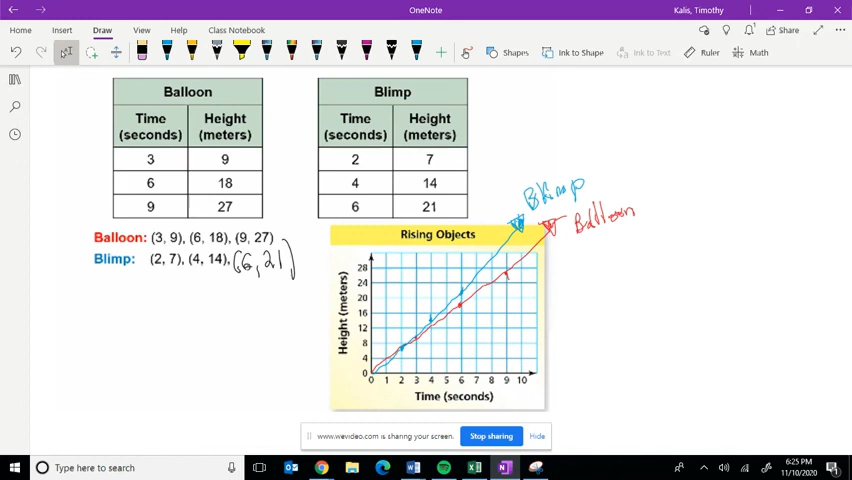 OneNote
Kalis, Timothy
Home Insert Draw View Help Class Notebook
Share
Shapes Ink to Shape Ink to Text Ruler Math
Balloon
Time (seconds) Height (meters)
3 9
6 18
9 27
Blimp
Time (seconds) Height (meters)
2 7
4 14
6 21
Balloon: (3, 9), (6, 18), (9, 27)
Blimp: (2, 7), (4, 14), (6, 21)
Blimp
Balloon
Rising Objects
Height (meters)
28
24
20
16
12
8
4
0
0 1 2 3 4 5 6 7 8 9 10
Time (seconds)
www.wevideo.com is sharing your screen. Stop sharing Hide
Type here to search
6:25 PM
11/10/2020